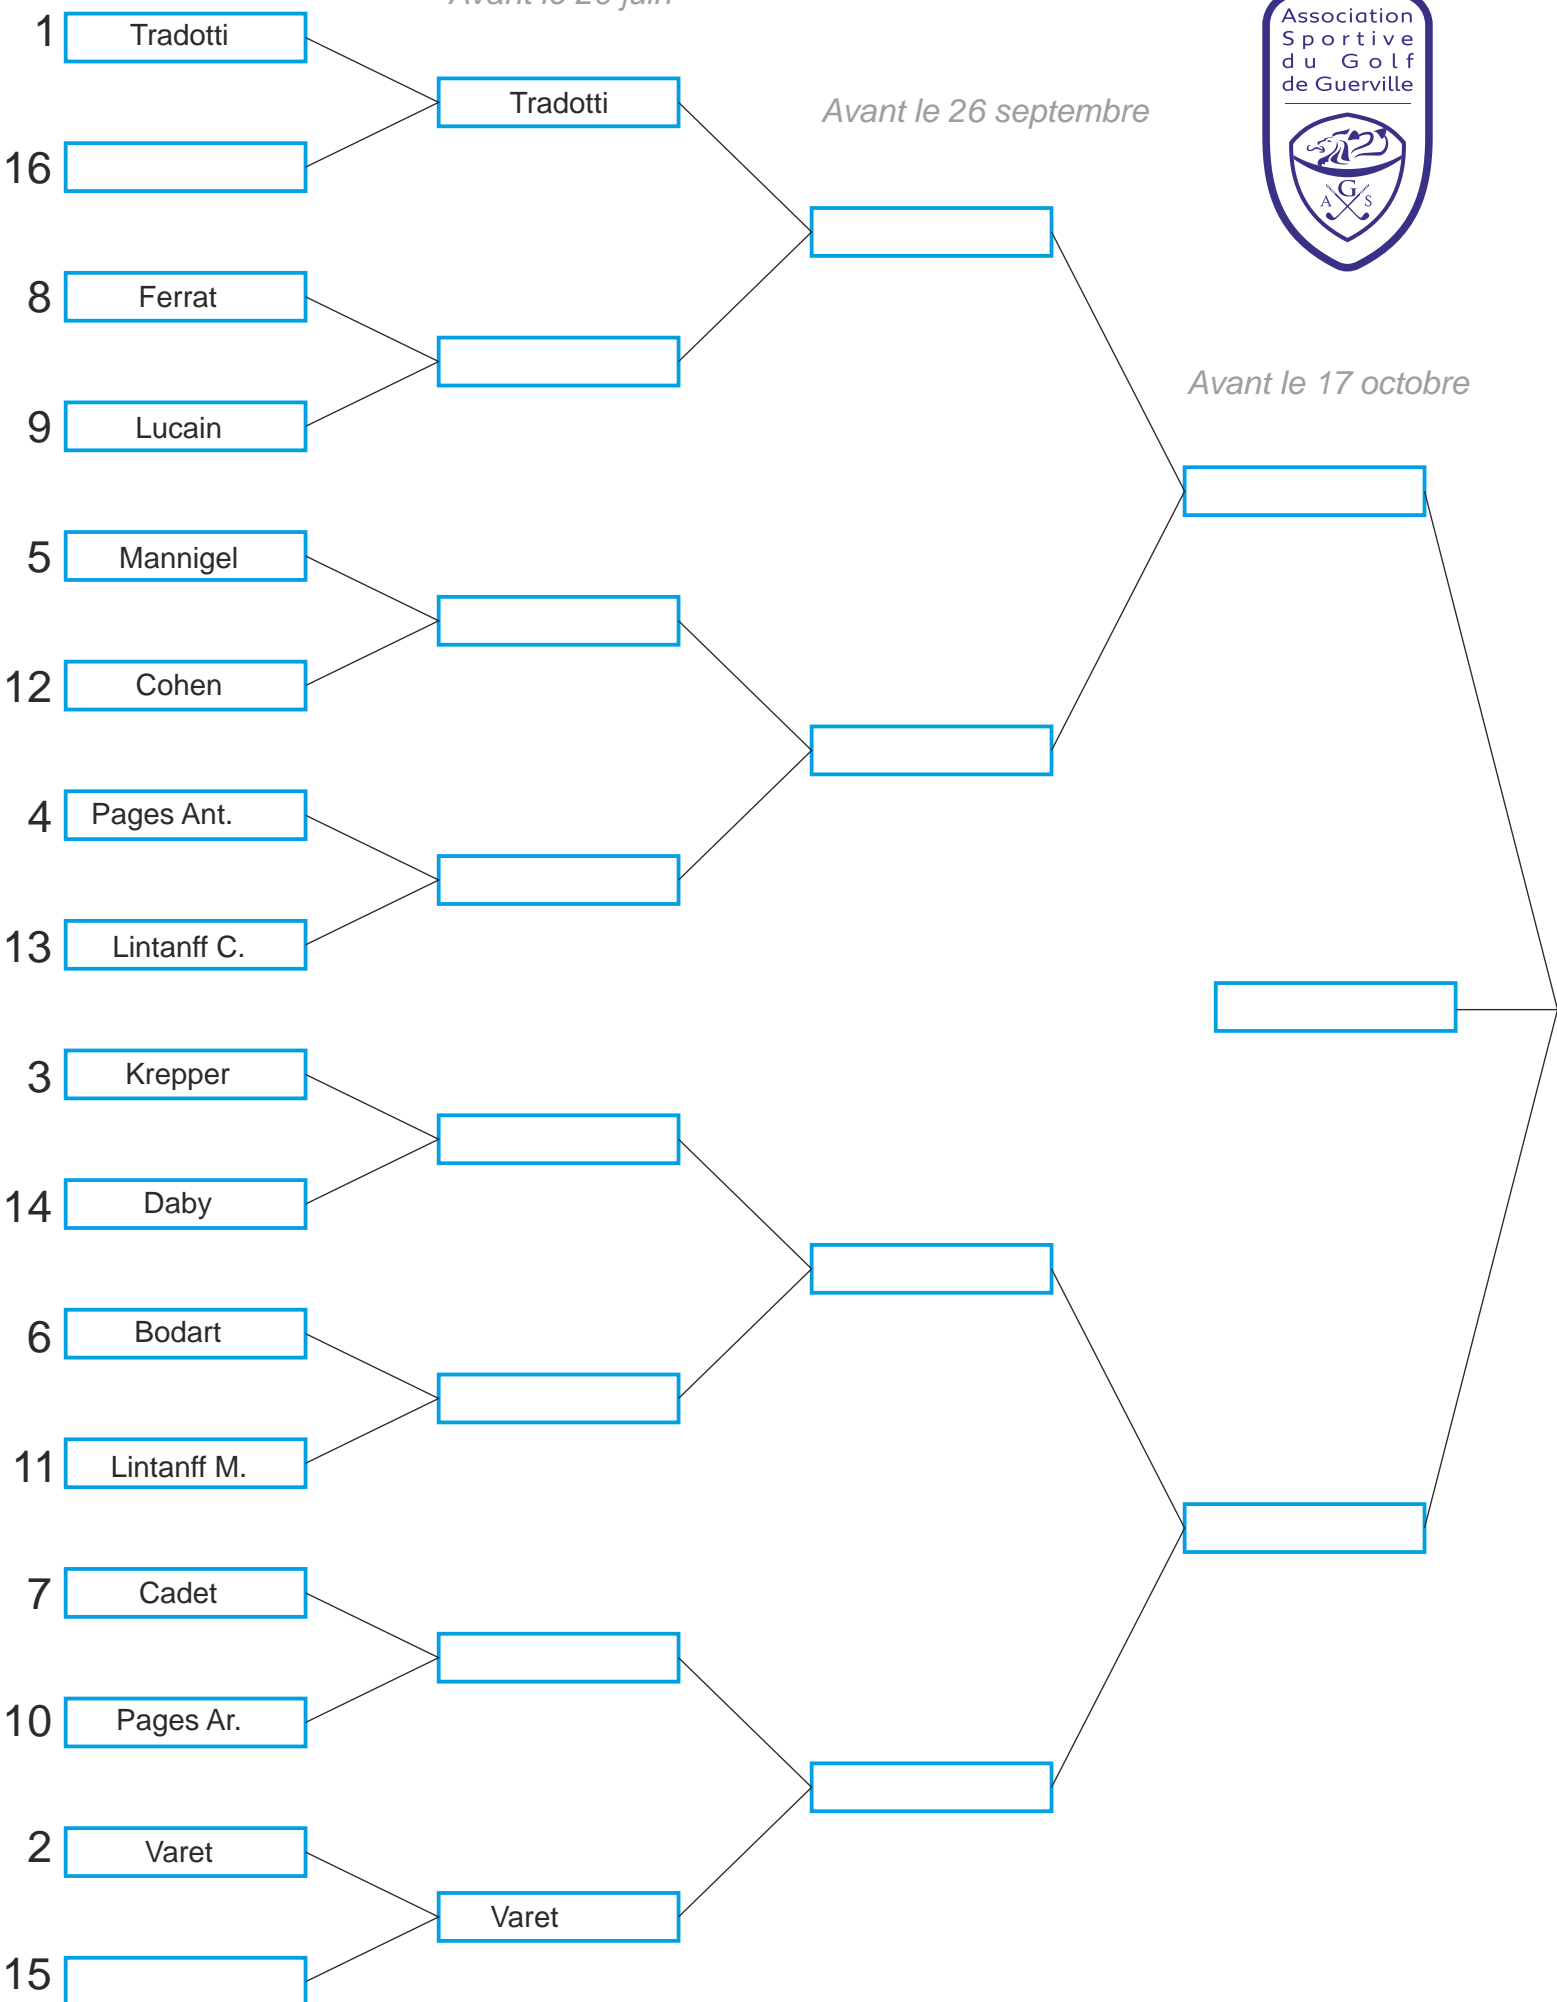 Avant le 26 septembre
Association
Sportive
du Golf
de Guerville
G
A S
Avant le 17 octobre
1 Tradotti
Tradotti
16
8 Ferrat
9 Lucain
5 Mannigel
12 Cohen
4 Pages Ant.
13 Lintanff C.
3 Krepper
14 Daby
6 Bodart
11 Lintanff M.
7 Cadet
10 Pages Ar.
2 Varet
Varet
15